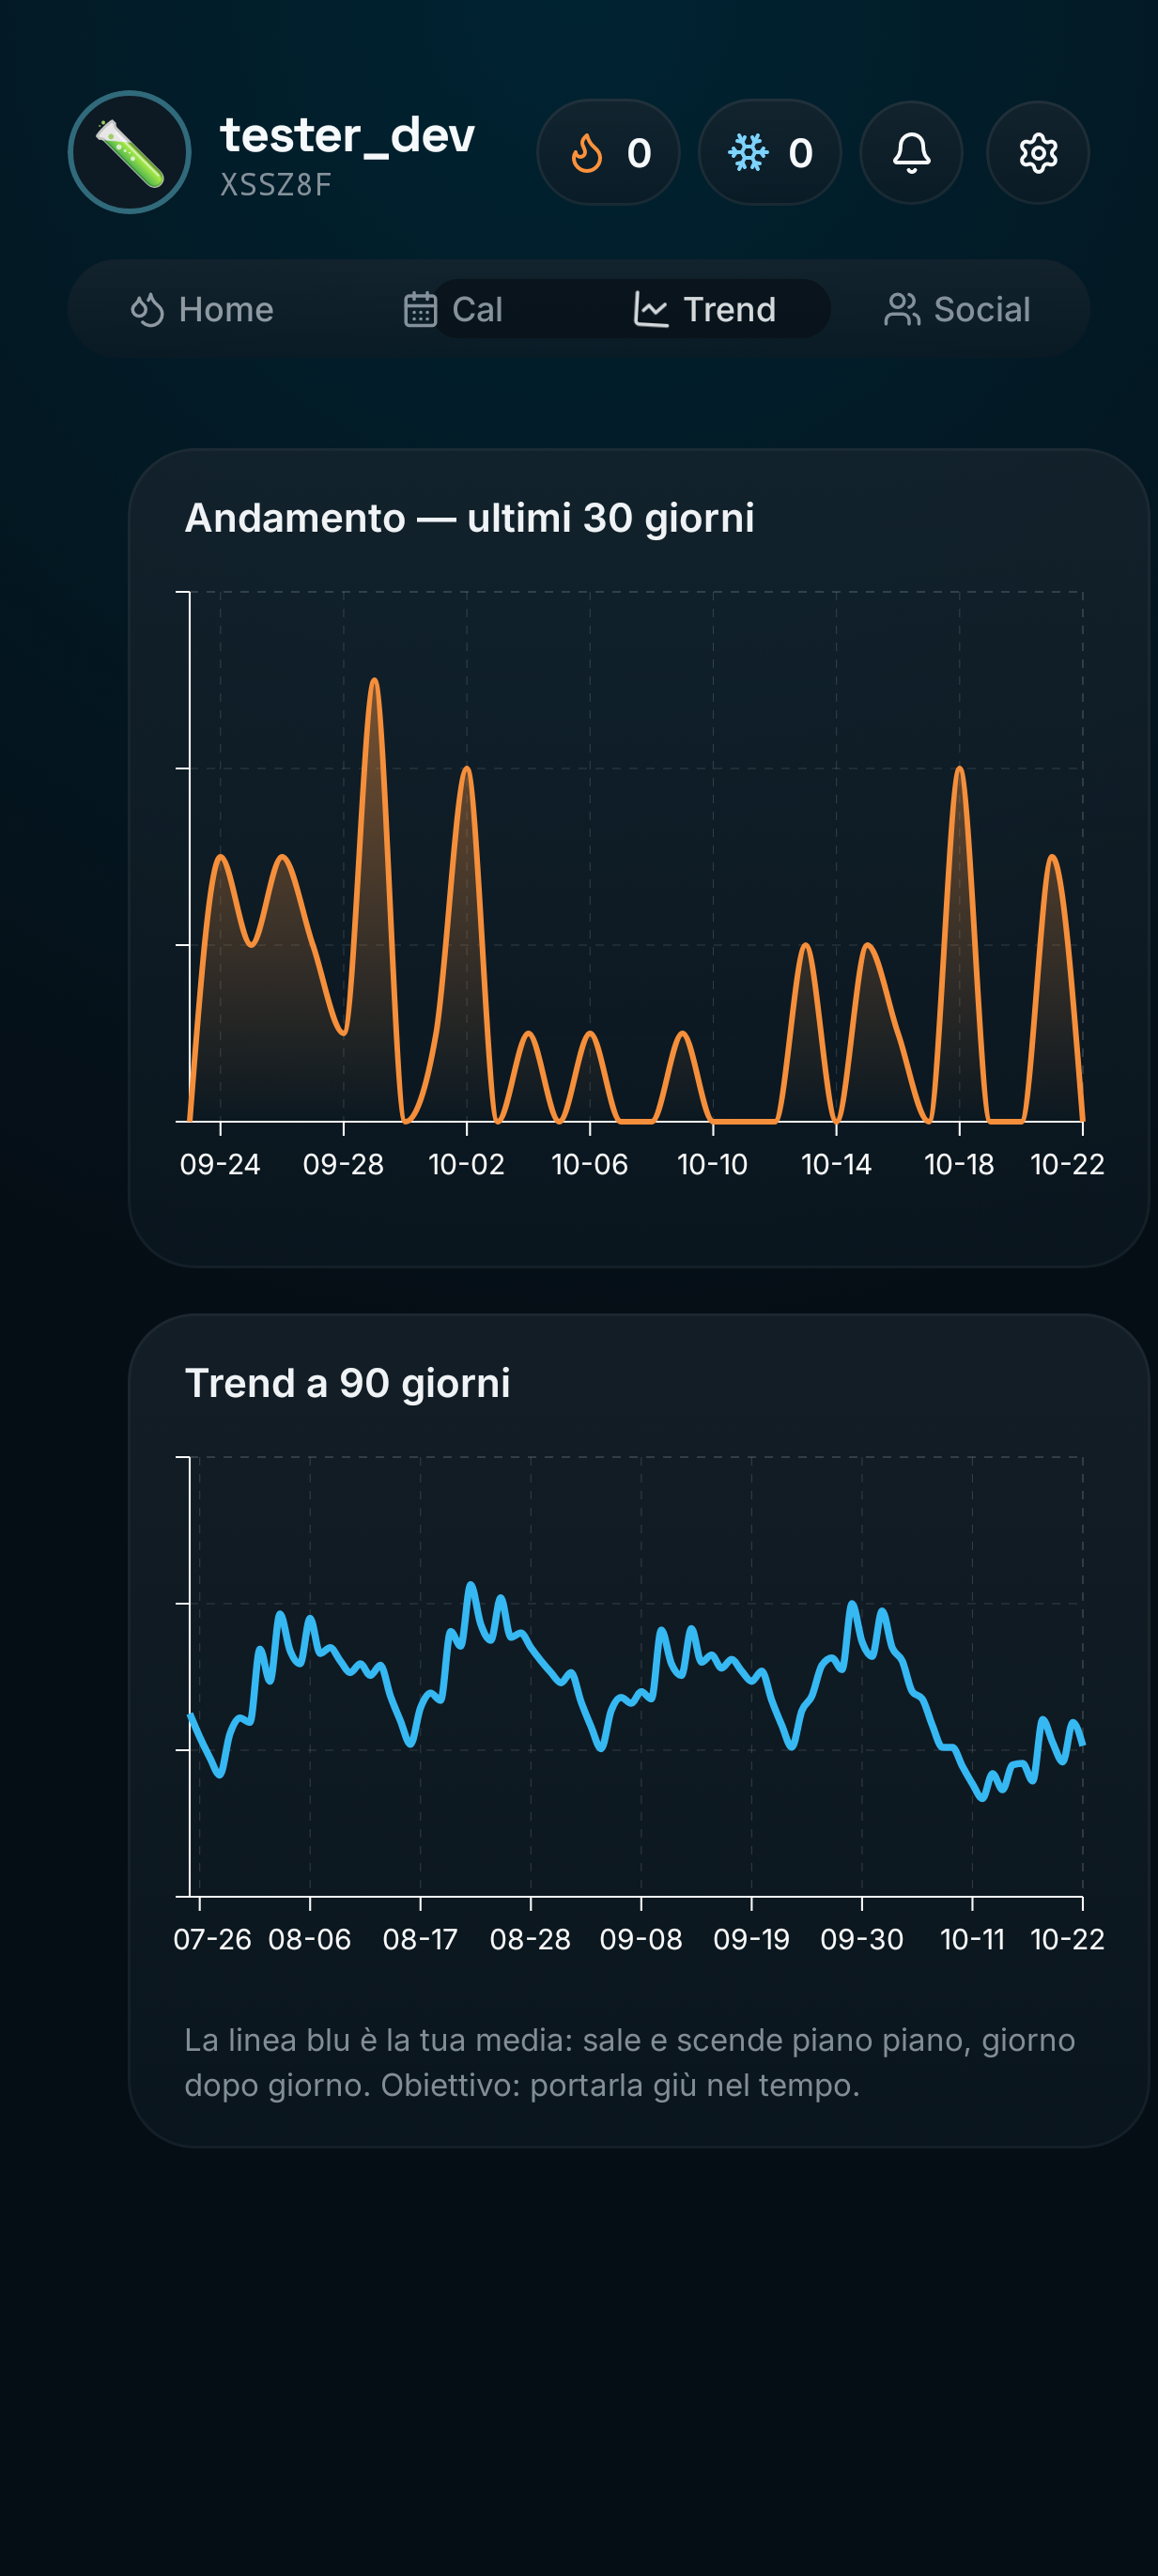 tester_dev
XSSZ8F
0
0
Home
Cal
Trend
Social
Andamento — ultimi 30 giorni
09-24 09-28 10-02 10-06 10-10 10-14 10-18 10-22
Trend a 90 giorni
07-26 08-06 08-17 08-28 09-08 09-19 09-30 10-11 10-22
La linea blu è la tua media: sale e scende piano piano, giorno
dopo giorno. Obiettivo: portarla giù nel tempo.